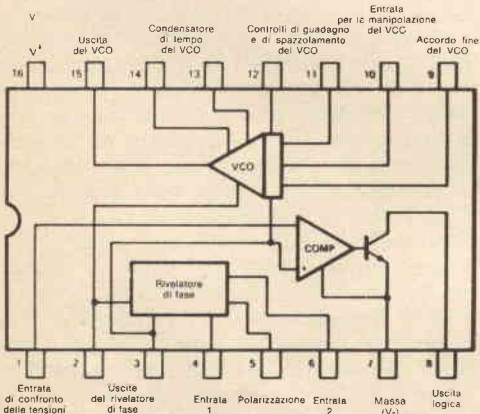 V
V+
Uscita
del VCO
Condensatore
di tempo
del VCO
Controlli di guadagno
e di spazzolamento
del VCO
Entrata
per la manipolazione
del VCC
Accordo fine
del VCO
16
15
14
13
12
11
10
9
VCO
COMP
+
Rivelatore
di fase
1
2
3
4
5
6
7
8
Entrata
di confronto
delle tensioni
Uscite
del rivelatore
di fase
Entrata
1
Polarizzazione
Entrata
2
Massa
(V-)
Uscita
logica